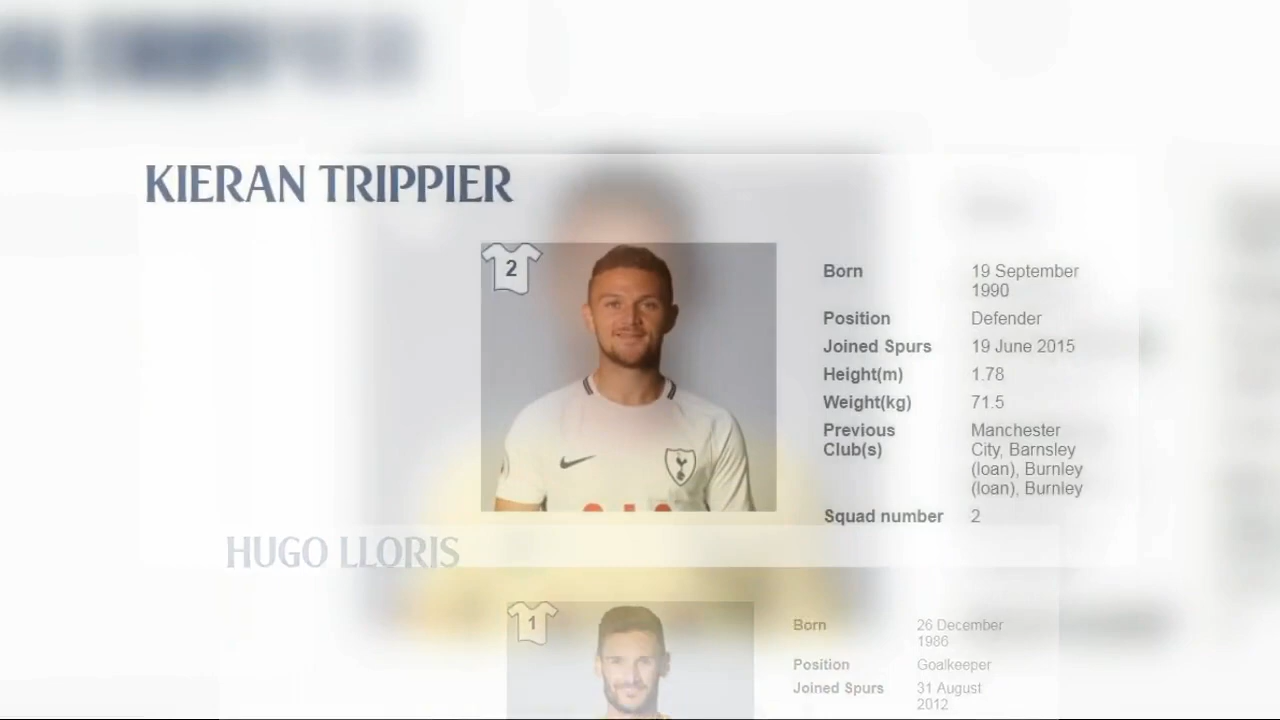 KIERAN TRIPPIER
2
Born 19 September
1990
Position Defender
Joined Spurs 19 June 2015
Height(m) 1.78
Weight(kg) 71.5
Previous Manchester
Club(s) City, Barnsley
(loan), Burnley
(loan), Burnley
Squad number 2
HUGO LLORIS
1
Born 26 December
1986
Position Goalkeeper
Joined Spurs 31 August
2012